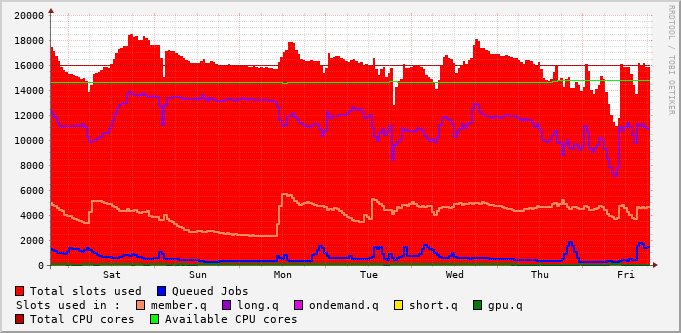 20000
18000
16000
14000
12000
10000
8000
6000
4000
2000
0
Sat Sun Mon Tue Wed Thu Fri
RRDTOOL / TOBI OETIKER
Total slots used Queued Jobs
Slots used in : member.q long.q ondemand.q short.q gpu.q
Total CPU cores Available CPU cores